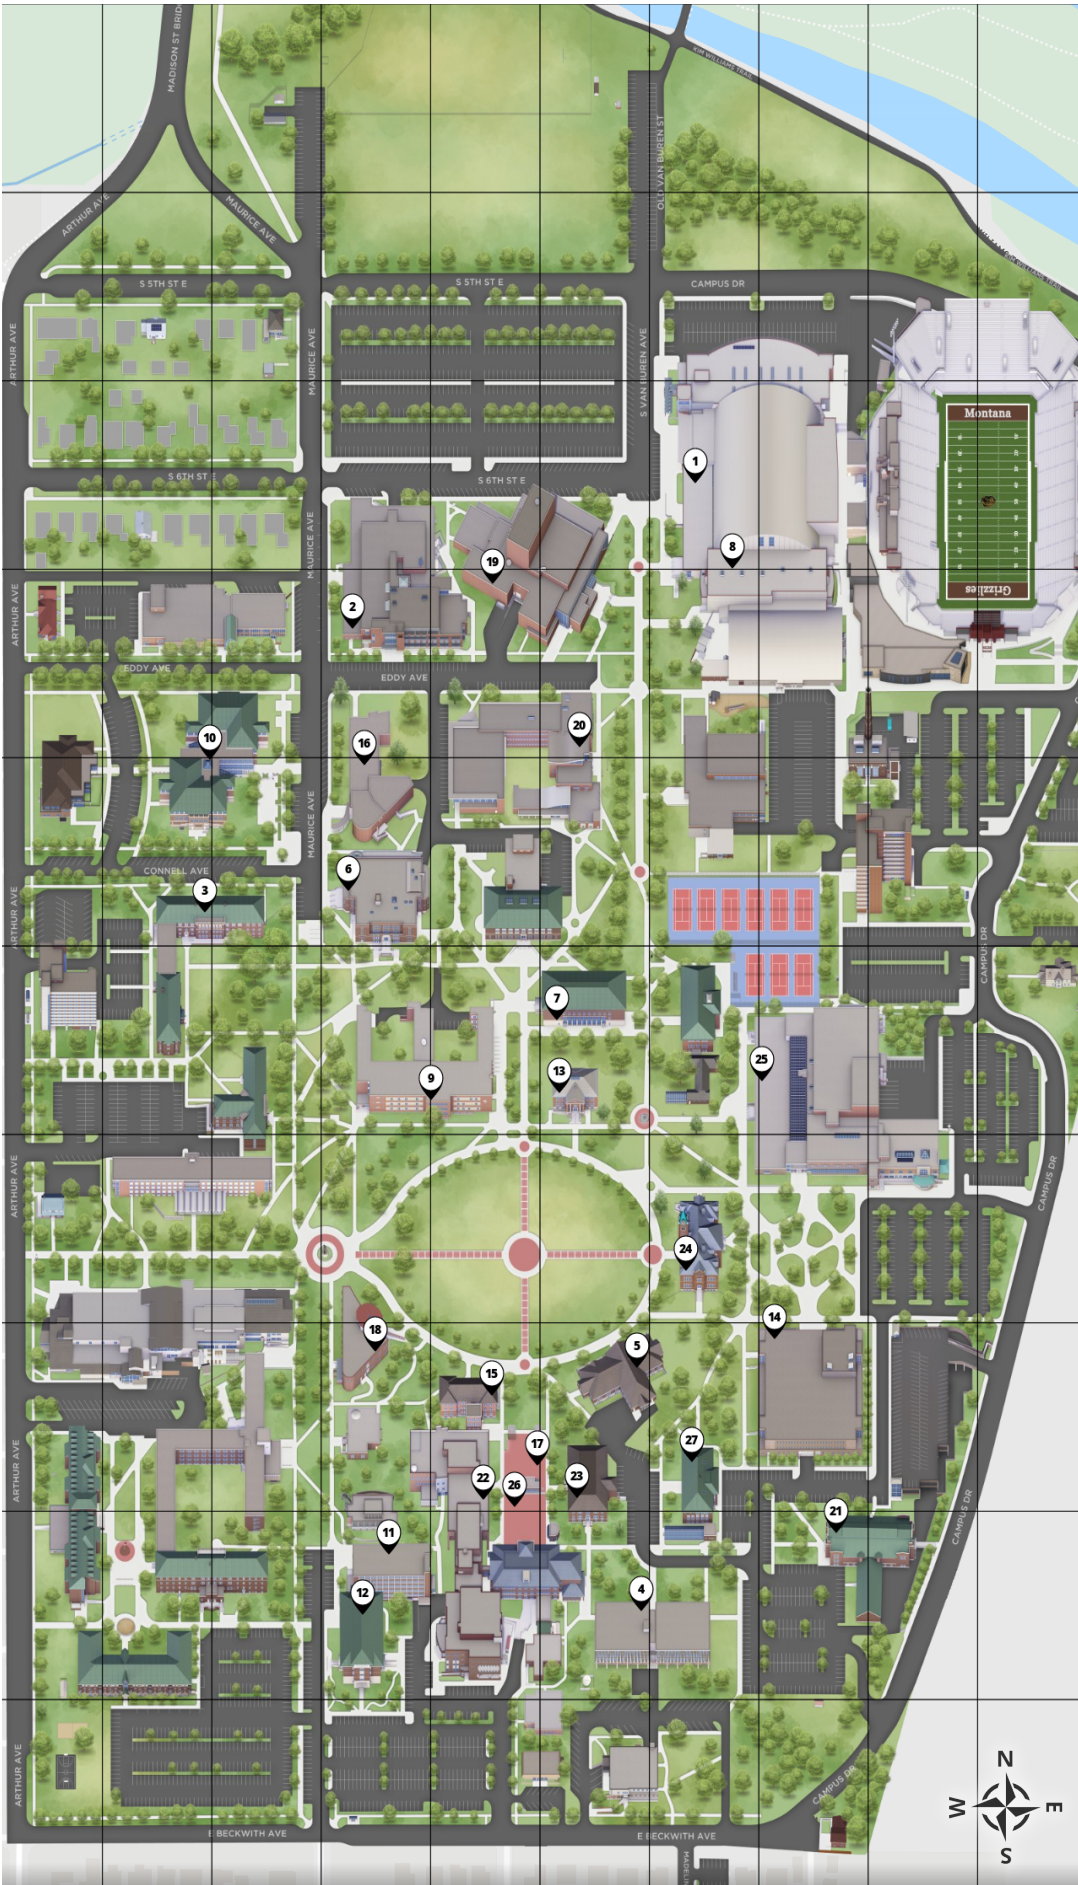 MADISON ST BRID
KIM WILLIAMS TRAIL
OLD VAN BUREN ST
ARTHUR AVE
MAURICE AVE
KIM WILLIAMS TRAIL
S 5TH ST E
S 5TH ST E
CAMPUS DR
ARTHUR AVE
MAURICE AVE
S VAN BUREN AVE
Montana
1
S 6TH ST E
S 6TH ST E
MAURICE AVE
8
19
Grizzlies
ARTHUR AVE
2
EDDY AVE
EDDY AVE
20
10
16
MAURICE AVE
CONNELL AVE
6
3
ARTHUR AVE
CAMPUS DR
7
25
13
9
ARTHUR AVE
CAMPUS DR
24
14
18
5
15
17
27
ARTHUR AVE
23
22
26
21
CAMPUS DR
11
12
4
ARTHUR AVE
N
W
E
S
CAMPUS DR
E BECKWITH AVE
E BECKWITH AVE
MADELIN